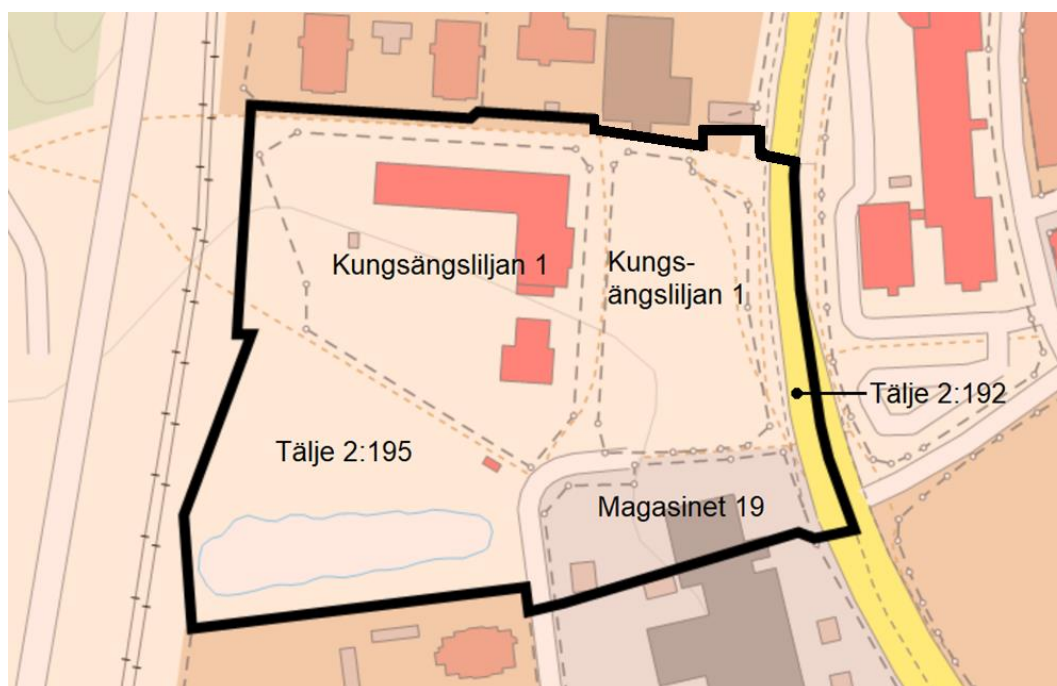 Kungsängsliljan 1
Kungs-
ängsliljan 1
Tälje 2:192
Tälje 2:195
Magasinet 19